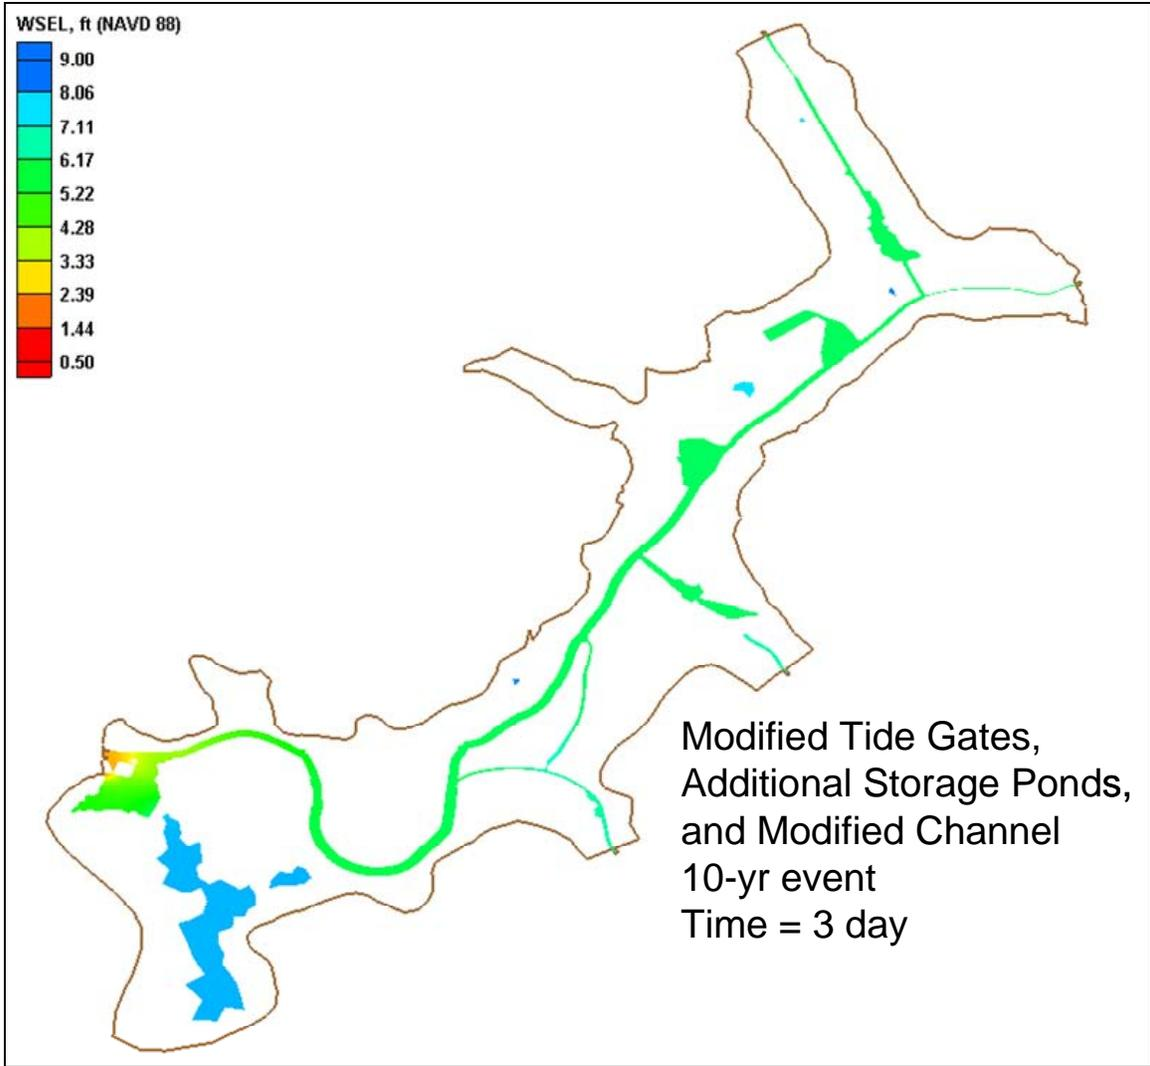 WSEL, ft (NAVD 88)
9.00
8.06
7.11
6.17
5.22
4.28
3.33
2.39
1.44
0.50
Modified Tide Gates,
Additional Storage Ponds,
and Modified Channel
10-yr event
Time = 3 day